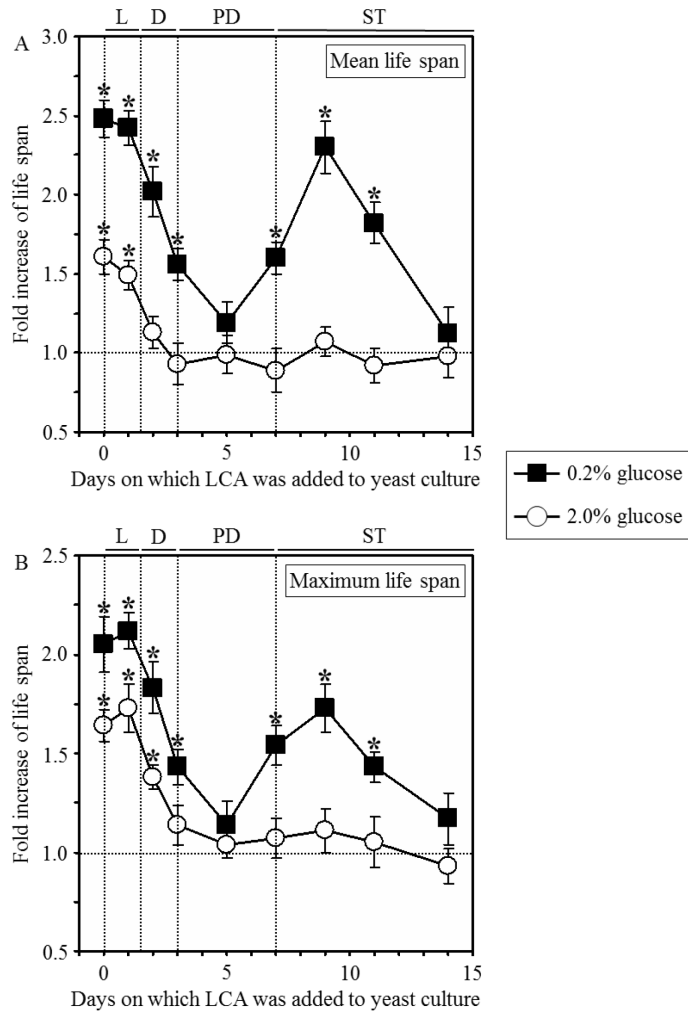 L D PD ST
A
Mean life span
3.0
2.5
2.0
1.5
1.0
0.5
Fold increase of life span
* * * * * * * * *
0 5 10 15
Days on which LCA was added to yeast culture
0.2% glucose
2.0% glucose
L D PD ST
B
Maximum life span
2.5
2.0
1.5
1.0
0.5
Fold increase of life span
* * * * * * * * * *
0 5 10 15
Days on which LCA was added to yeast culture